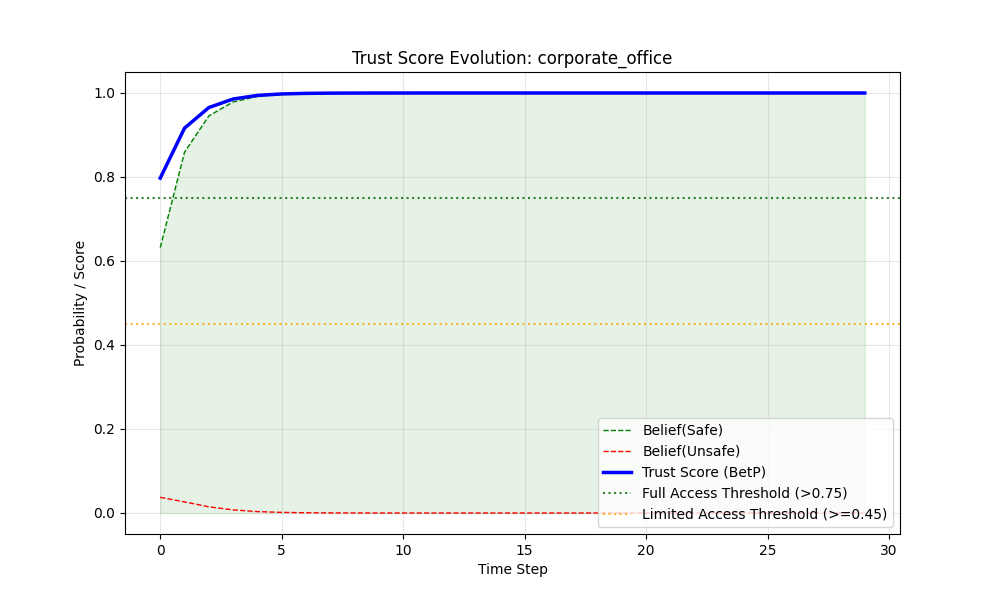 Trust Score Evolution: corporate_office
Probability / Score
1.0
0.8
0.6
0.4
0.2
0.0
Belief(Safe)
Belief(Unsafe)
Trust Score (BetP)
Full Access Threshold (>0.75)
Limited Access Threshold (>=0.45)
0 5 10 15 20 25 30
Time Step